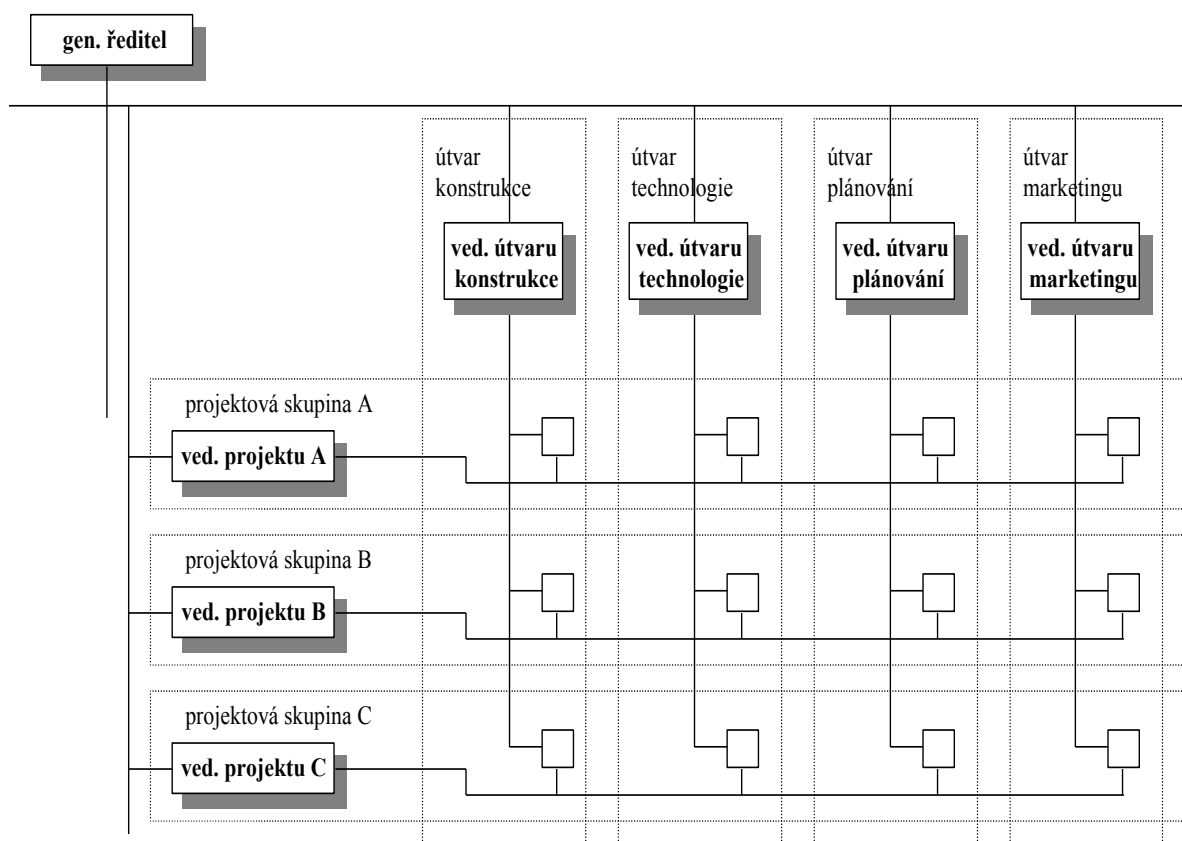 gen. ředitel
útvar
konstrukce
útvar
technologie
útvar
plánování
útvar
marketingu
ved. útvaru
konstrukce
ved. útvaru
technologie
ved. útvaru
plánování
ved. útvaru
marketingu
projektová skupina A
ved. projektu A
projektová skupina B
ved. projektu B
projektová skupina C
ved. projektu C